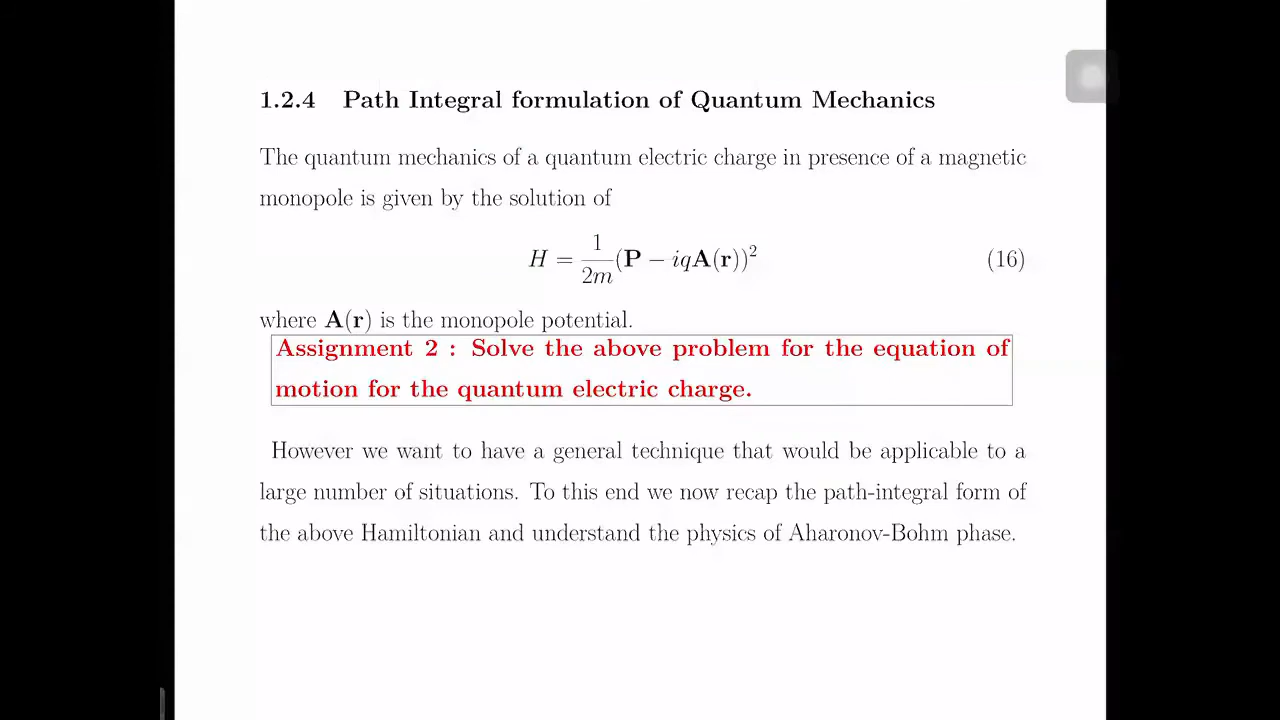 1.2.4 Path Integral formulation of Quantum Mechanics
The quantum mechanics of a quantum electric charge in presence of a magnetic
monopole is given by the solution of
H = \frac{1}{2m}(\mathbf{P} - iq\mathbf{A}(\mathbf{r}))^2 (16)
where A(r) is the monopole potential.
Assignment 2 : Solve the above problem for the equation of
motion for the quantum electric charge.
However we want to have a general technique that would be applicable to a
large number of situations. To this end we now recap the path-integral form of
the above Hamiltonian and understand the physics of Aharonov-Bohm phase.